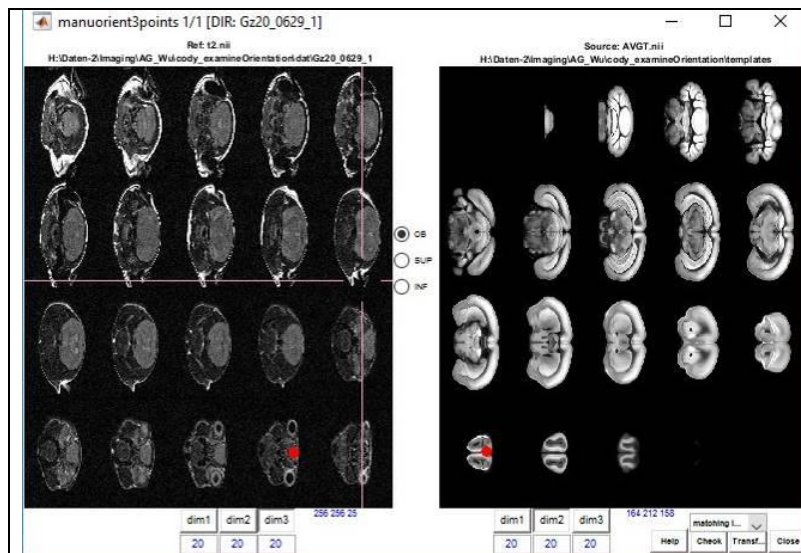 manuorient3points 1/1 [DIR: Gz20_0629_1]
Ref: t2.nii
H:\Daten-2\Imaging\AG_Wu\cody_examineOrientation\dat\Gz20_0629_1
Source: AVGT.nii
H:\Daten-2\Imaging\AG_Wu\cody_examineOrientation\templates
OB
SUP
INF
dim1 dim2 dim3 256 256 25
20 20 20
dim1 dim2 dim3 164 212 158
20 20 20
matching i...
Help Check Transf... Close